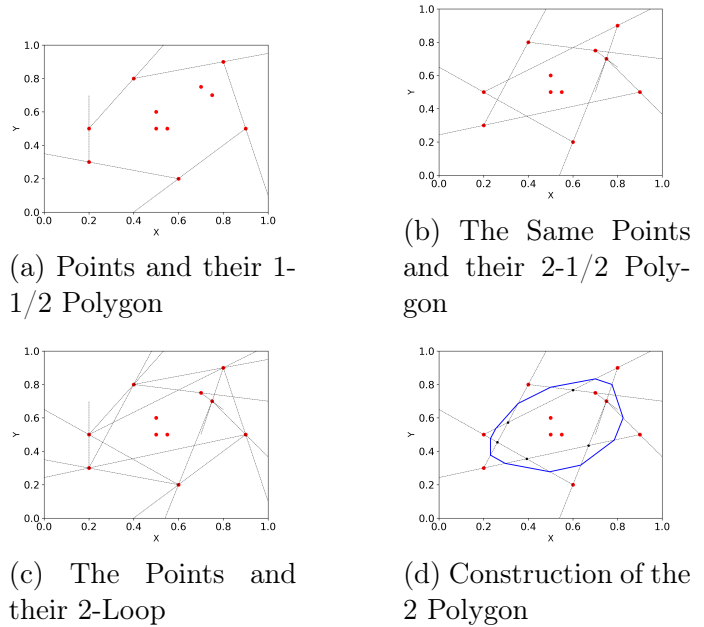 1.0
0.8
0.6
0.4
0.2
0.0
Y
0.0 0.2 0.4 0.6 0.8 1.0
X
(a) Points and their 1-
1/2 Polygon
1.0
0.8
0.6
0.4
0.2
0.0
Y
0.0 0.2 0.4 0.6 0.8 1.0
X
(b) The Same Points
and their 2-1/2 Poly-
gon
1.0
0.8
0.6
0.4
0.2
0.0
Y
0.0 0.2 0.4 0.6 0.8 1.0
X
(c) The Points and
their 2-Loop
1.0
0.8
0.6
0.4
0.2
0.0
Y
0.0 0.2 0.4 0.6 0.8 1.0
X
(d) Construction of the
2 Polygon